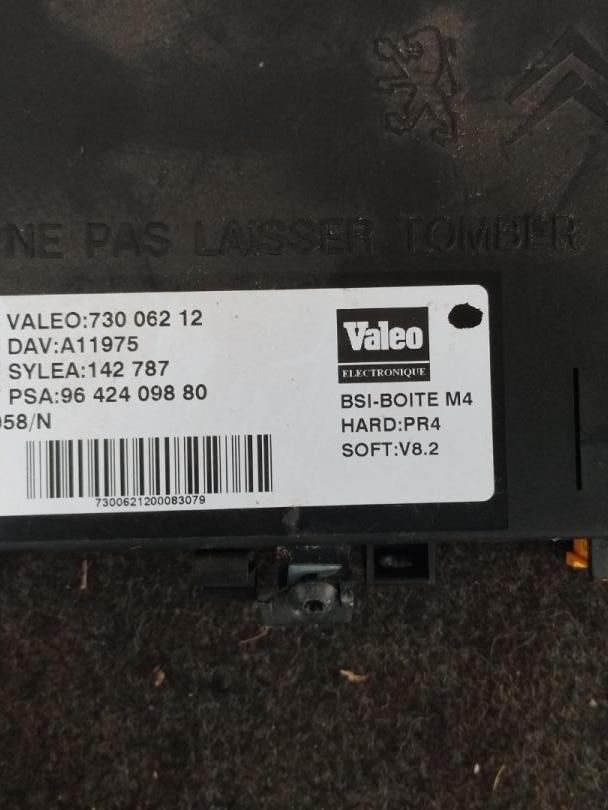 NE PAS LAISSER TOMBER
VALEO:730 062 12
DAV:A11975
SYLEA:142 787
PSA:96 424 098 80
058/N
7300621200083079
Valeo
ELECTRONIQUE
BSI-BOITE M4
HARD:PR4
SOFT:V8.2